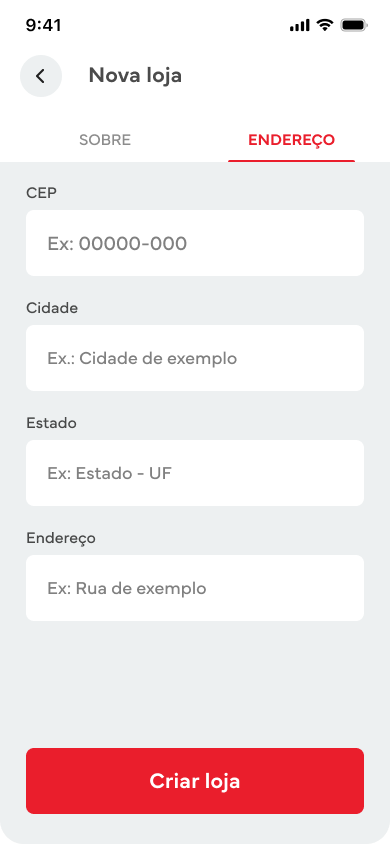 9:41
Nova loja
SOBRE
ENDEREÇO
CEP
Ex: 00000-000
Cidade
Ex.: Cidade de exemplo
Estado
Ex: Estado - UF
Endereço
Ex: Rua de exemplo
Criar loja